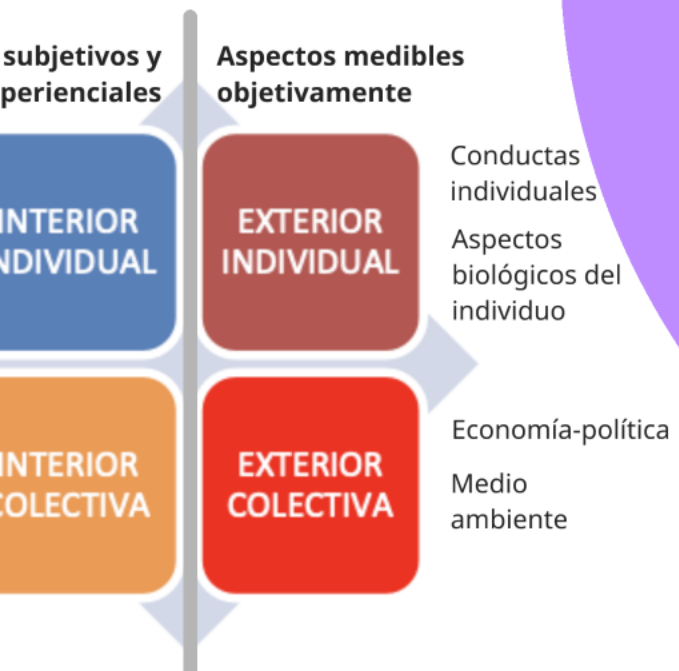 subjetivos y
perienciales
Aspectos medibles
objetivamente
INTERIOR
NDIVIDUAL
EXTERIOR
INDIVIDUAL
Conductas
individuales
Aspectos
biológicos del
individuo
INTERIOR
COLECTIVA
EXTERIOR
COLECTIVA
Economía-política
Medio
ambiente